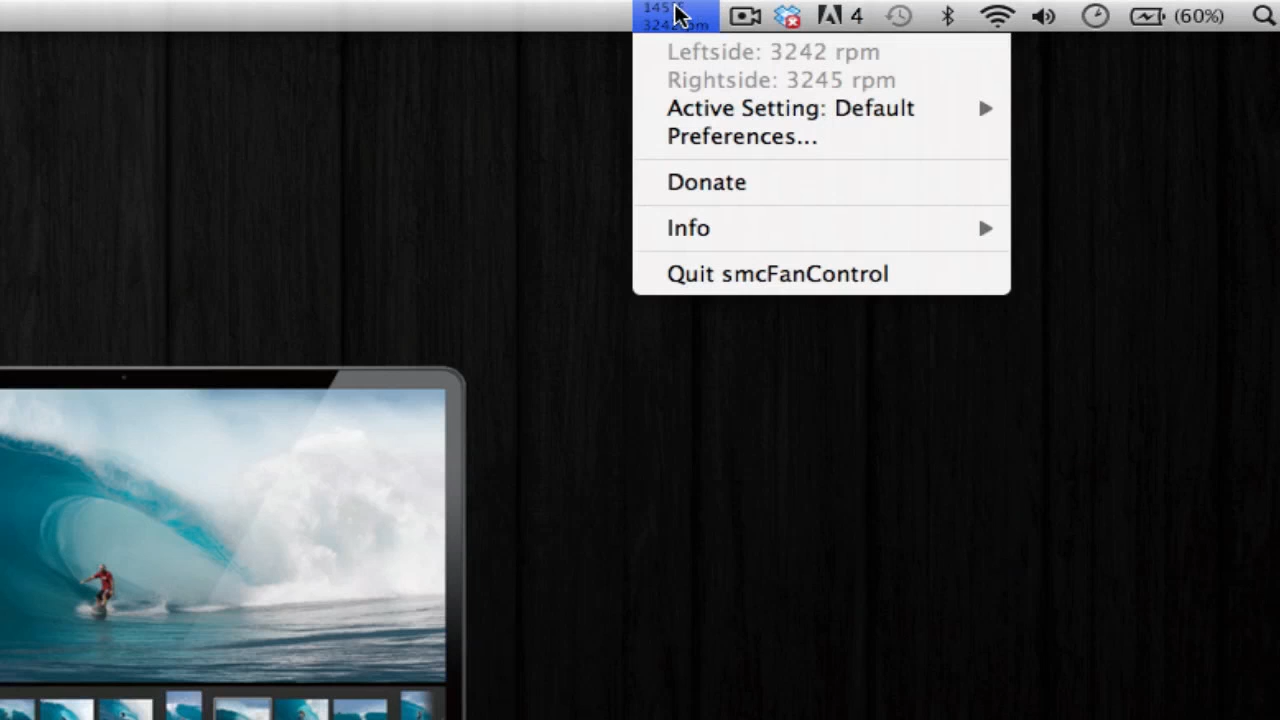 4 (60%)
Leftside: 3242 rpm
Rightside: 3245 rpm
Active Setting: Default
Preferences...
Donate
Info
Quit smcFanControl